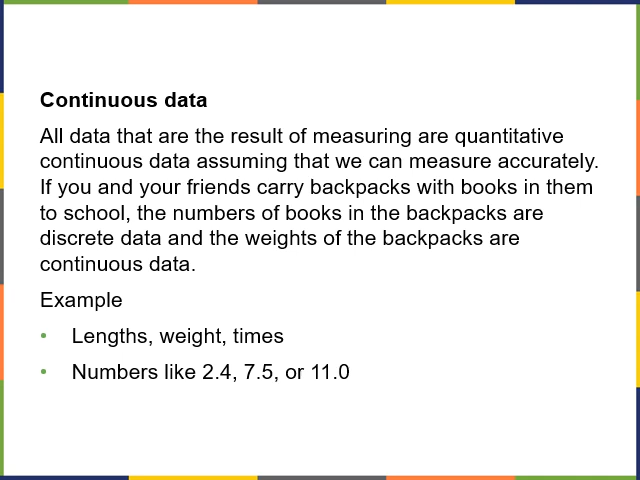 Continuous data
All data that are the result of measuring are quantitative
continuous data assuming that we can measure accurately.
If you and your friends carry backpacks with books in them
to school, the numbers of books in the backpacks are
discrete data and the weights of the backpacks are
continuous data.
Example
• Lengths, weight, times
• Numbers like 2.4, 7.5, or 11.0